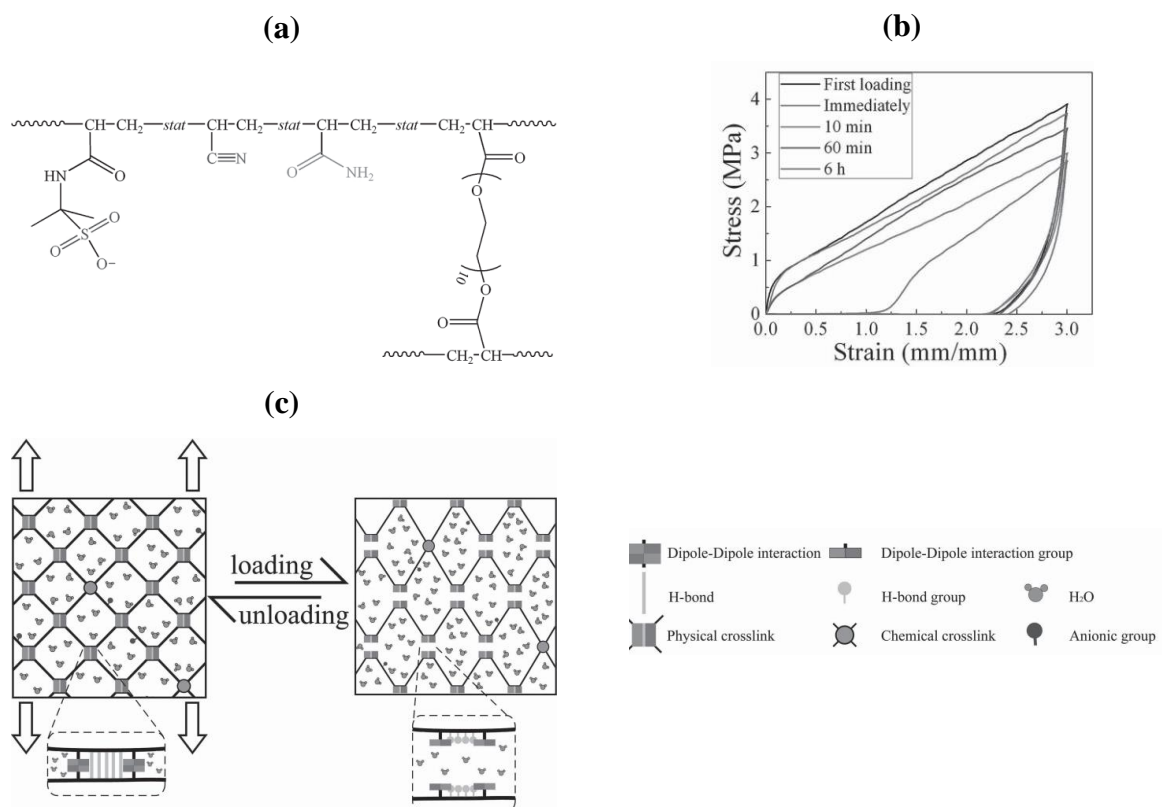 (a)
CH—CH₂—stat—CH—CH₂—stat—CH—CH₂—stat—CH₂—CH
HN
O
C≡N
O
NH₂
O
O
O
S
O
O⁻
10
O
O
CH₂—CH
(b)
Stress (MPa)
4
3
2
1
0
First loading
Immediately
10 min
60 min
6 h
0.0 0.5 1.0 1.5 2.0 2.5 3.0
Strain (mm/mm)
(c)
loading
unloading
Dipole-Dipole interaction
Dipole-Dipole interaction group
H-bond
H-bond group
H₂O
Physical crosslink
Chemical crosslink
Anionic group